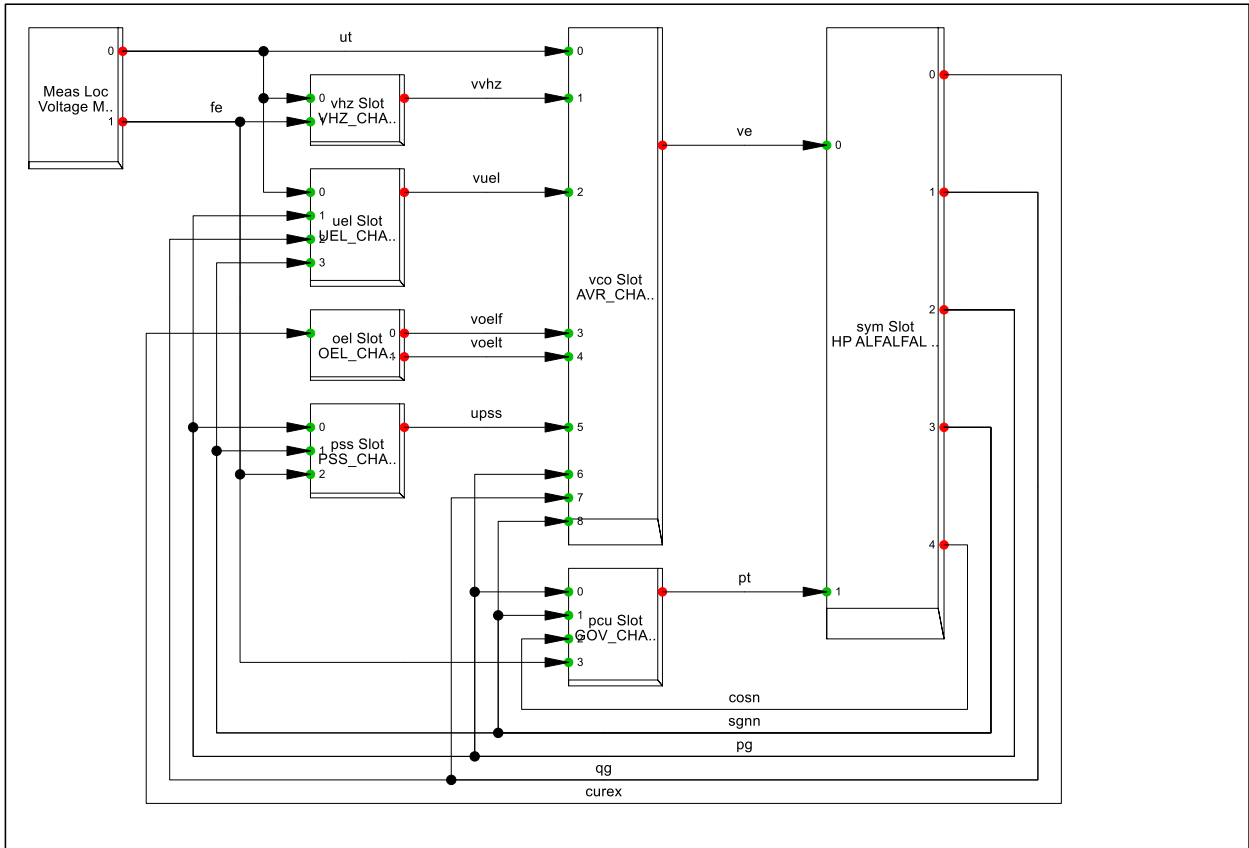 ut
0
0
0
Meas Loc
Voltage M..
vhz Slot
VHZ_CHA..
0
vvhz
1
fe
1
0
vuel
2
1
uel Slot
UEL_CHA..
0
1
2
3
ve
0
vco Slot
AVR_CHA..
sym Slot
HP ALFALFAL ..
2
oel Slot
OEL_CHA..
0
voelf
3
1
voelt
4
pss Slot
PSS_CHA..
0
1
2
upss
5
3
6
7
8
4
pcu Slot
GOV_CHA..
0
1
2
3
pt
1
cosn
sgnn
pg
qg
curex